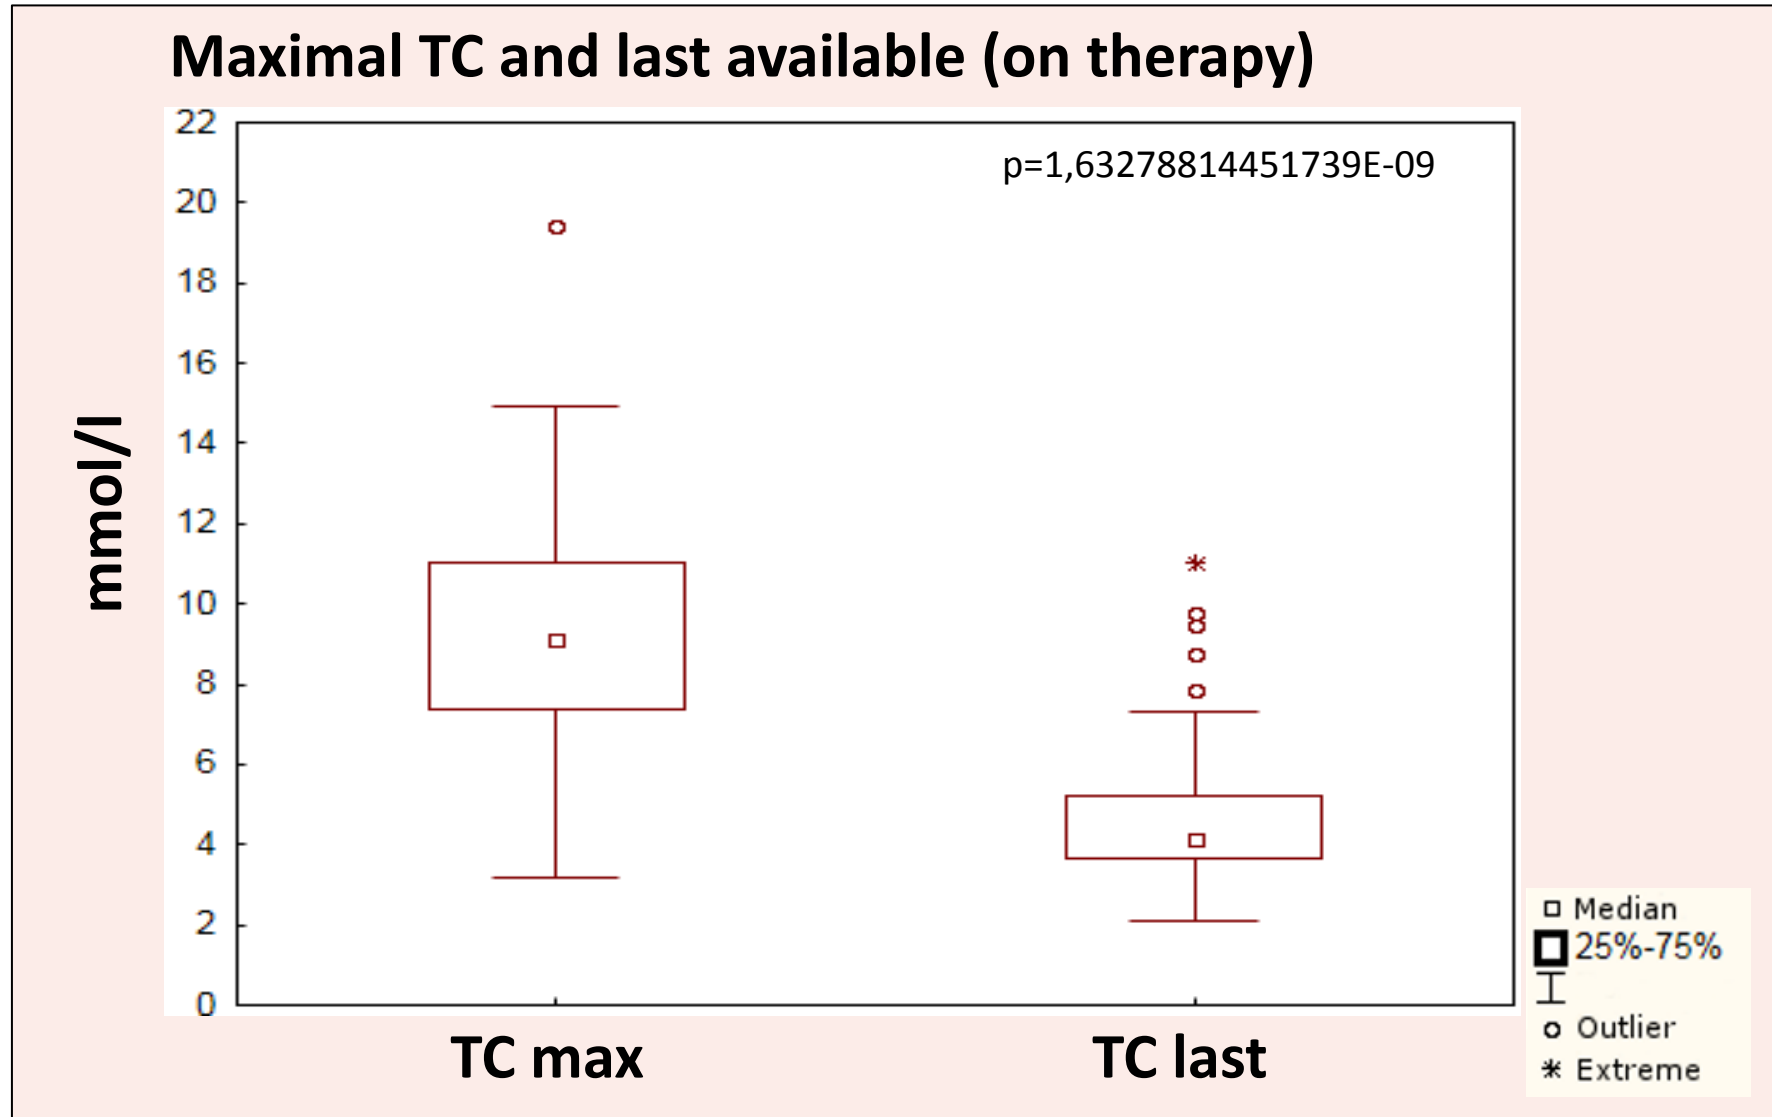 Maximal TC and last available (on therapy)
p=1,63278814451739E-09
22
20
18
16
14
12
10
8
6
4
2
0
mmol/l
TC max
TC last
Median
25%-75%
Outlier
Extreme